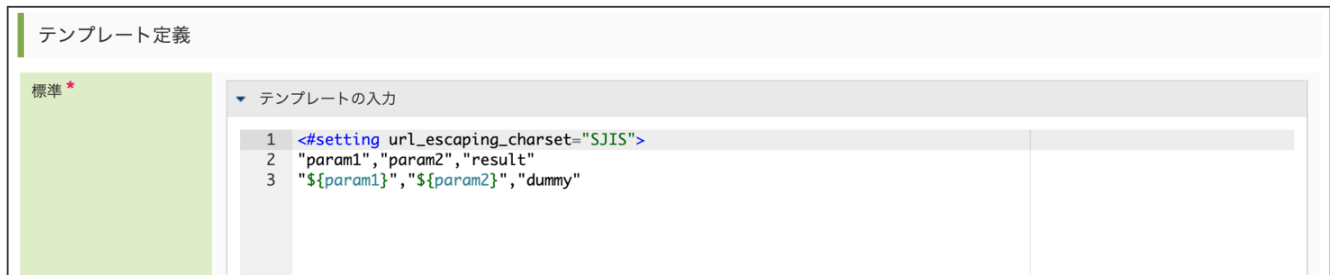 テンプレート定義
標準*
テンプレートの入力
1 <#setting url_escaping_charset="SJIS">
2 "param1","param2","result"
3 "${param1}","${param2}","dummy"